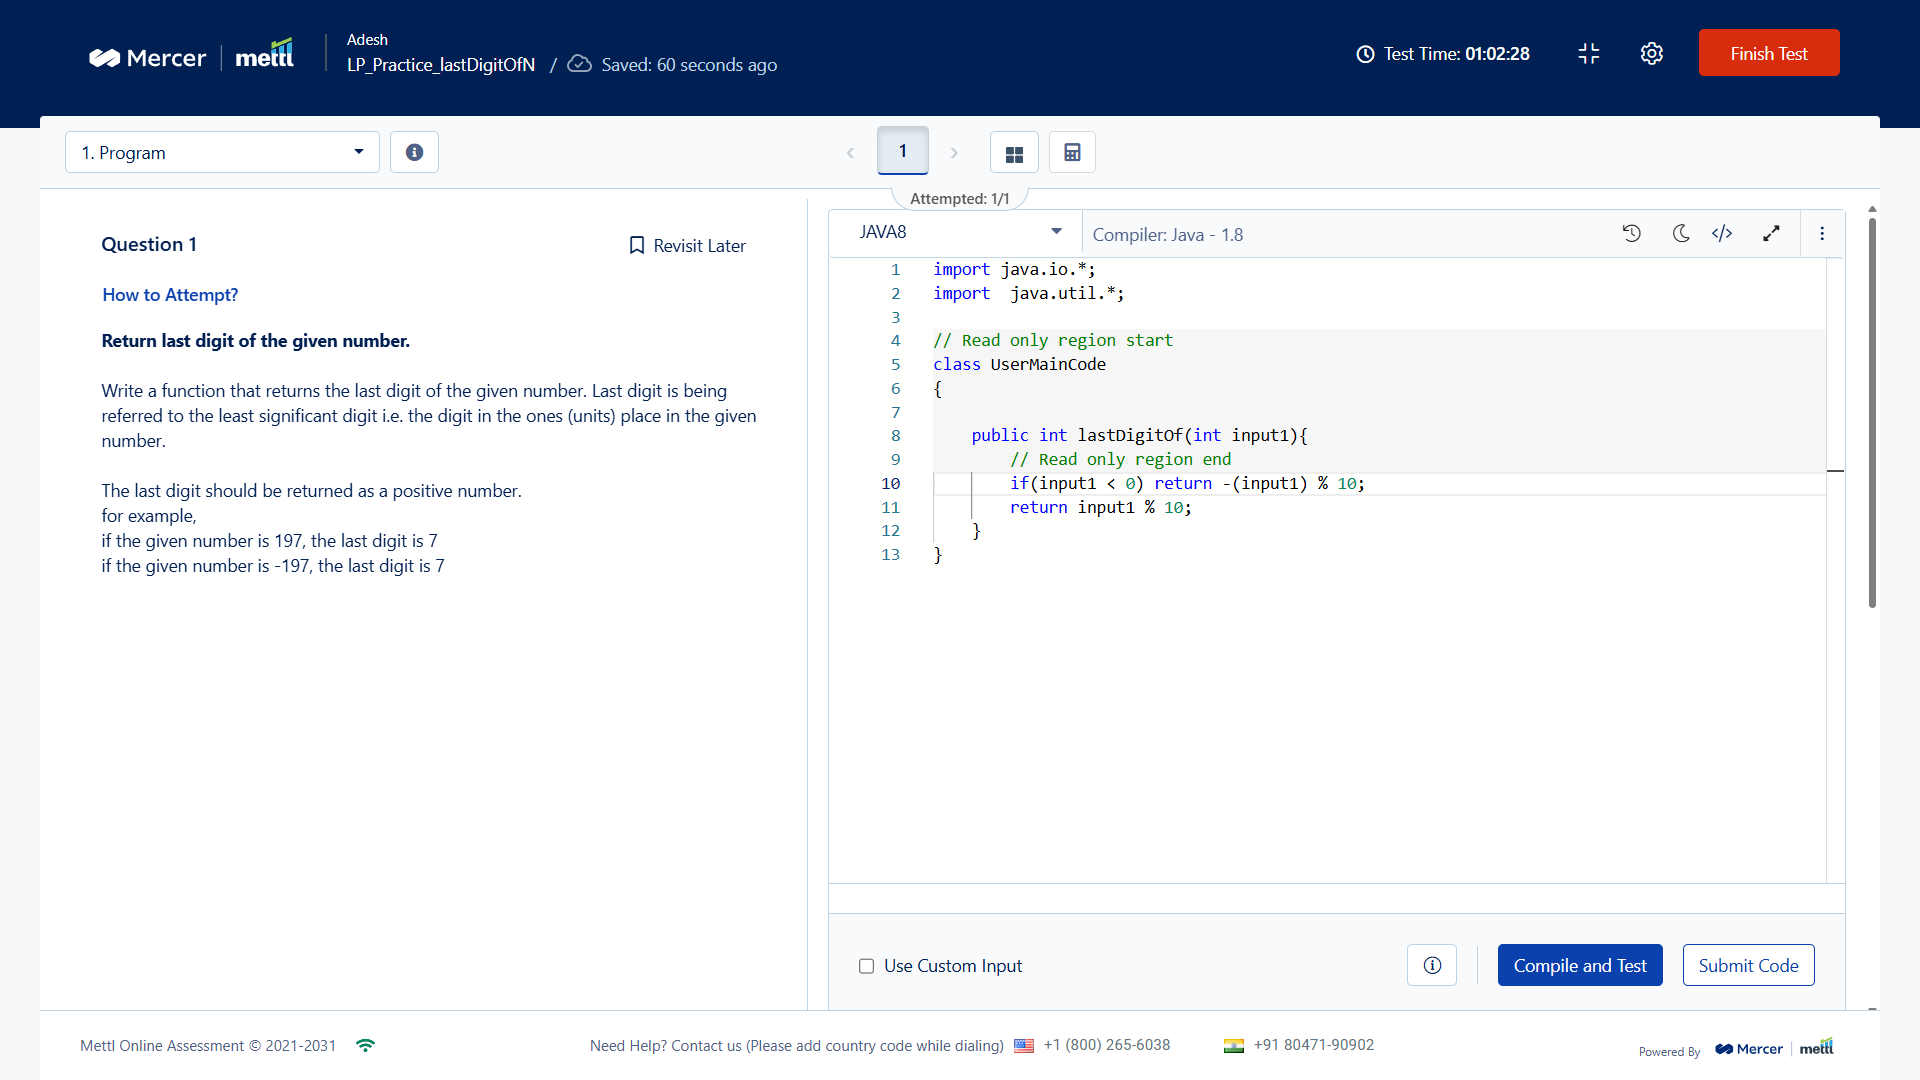 Mercer mettl
Adesh
LP_Practice_lastDigitOfN / Saved: 60 seconds ago
Test Time: 01:02:28
Finish Test
1. Program
1
Attempted: 1/1
Question 1
Revisit Later
How to Attempt?
Return last digit of the given number.
Write a function that returns the last digit of the given number. Last digit is being
referred to the least significant digit i.e. the digit in the ones (units) place in the given
number.
The last digit should be returned as a positive number.
for example,
if the given number is 197, the last digit is 7
if the given number is -197, the last digit is 7
JAVA8
Compiler: Java - 1.8
1 import java.io.*;
2 import  java.util.*;
3
4 // Read only region start
5 class UserMainCode
6 {
7
8     public int lastDigitOf(int input1){
9         // Read only region end
10         if(input1 < 0) return -(input1) % 10;
11         return input1 % 10;
12     }
13 }
Use Custom Input
Compile and Test
Submit Code
Mettl Online Assessment © 2021-2031
Need Help? Contact us (Please add country code while dialing) +1 (800) 265-6038 +91 80471-90902
Powered By Mercer mettl